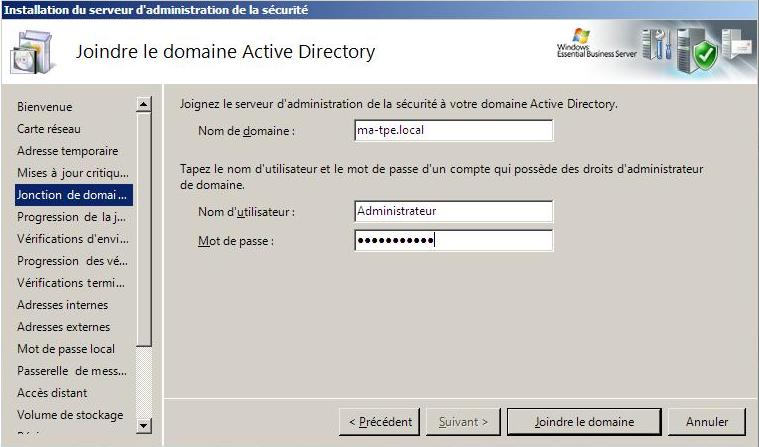 Installation du serveur d'administration de la sécurité
Joindre le domaine Active Directory
Windows
Essential Business Server
Bienvenue
Carte réseau
Adresse temporaire
Mises à jour critiqu...
Jonction de domai...
Progression de la j...
Vérifications d'envi...
Progression des vé...
Vérifications termi...
Adresses internes
Adresses externes
Mot de passe local
Passerelle de mess...
Accès distant
Volume de stockage
Joignez le serveur d'administration de la sécurité à votre domaine Active Directory.
Nom de domaine :
ma-tpe.local
Tapez le nom d'utilisateur et le mot de passe d'un compte qui possède des droits d'administrateur
de domaine.
Nom d'utilisateur :
Administrateur
Mot de passe :
●●●●●●●●●●●
< Précédent
Suivant >
Joindre le domaine
Annuler